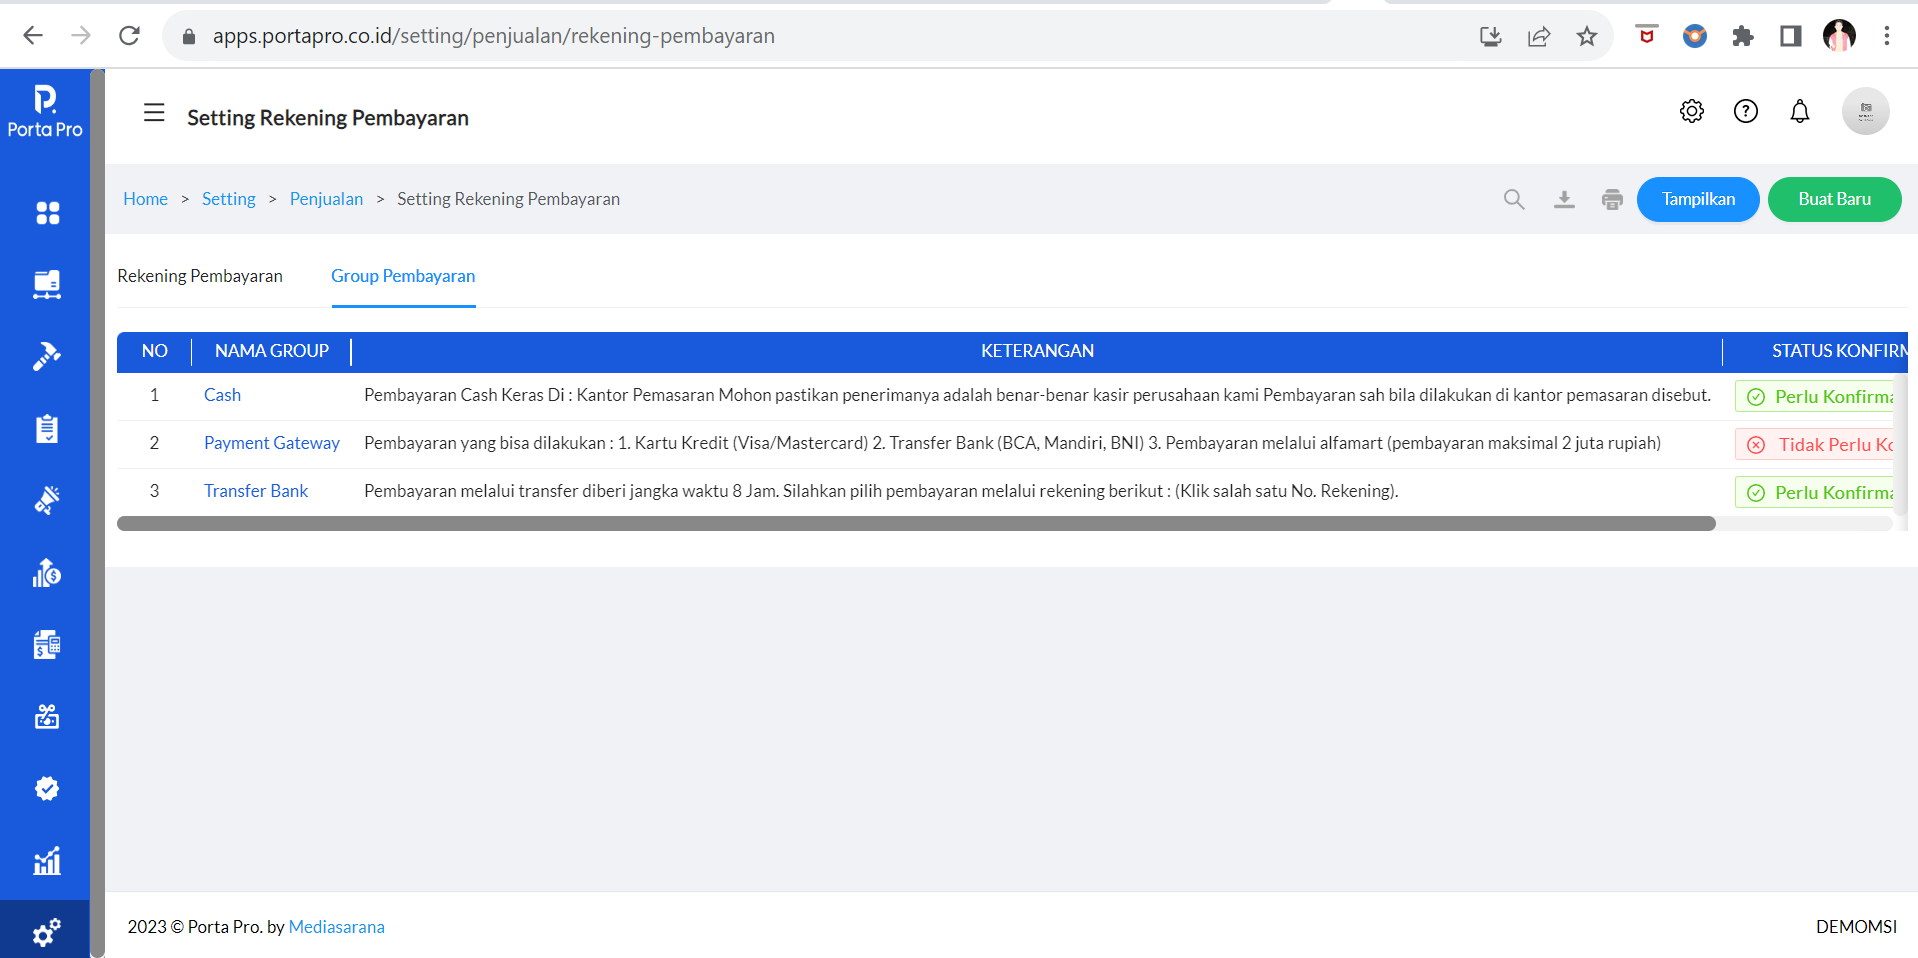 apps.portapro.co.id/setting/penjualan/rekening-pembayaran
Porta Pro
Setting Rekening Pembayaran
Home > Setting > Penjualan > Setting Rekening Pembayaran
Tampilkan
Buat Baru
Rekening Pembayaran
Group Pembayaran
NO NAMA GROUP KETERANGAN STATUS KONFIRM
1 Cash Pembayaran Cash Keras Di : Kantor Pemasaran Mohon pastikan penerimanya adalah benar-benar kasir perusahaan kami Pembayaran sah bila dilakukan di kantor pemasaran disebut. Perlu Konfirma
2 Payment Gateway Pembayaran yang bisa dilakukan : 1. Kartu Kredit (Visa/Mastercard) 2. Transfer Bank (BCA, Mandiri, BNI) 3. Pembayaran melalui alfamart (pembayaran maksimal 2 juta rupiah) Tidak Perlu Ko
3 Transfer Bank Pembayaran melalui transfer diberi jangka waktu 8 Jam. Silahkan pilih pembayaran melalui rekening berikut : (Klik salah satu No. Rekening). Perlu Konfirma
2023 © Porta Pro. by Mediasarana
DEMOMSI